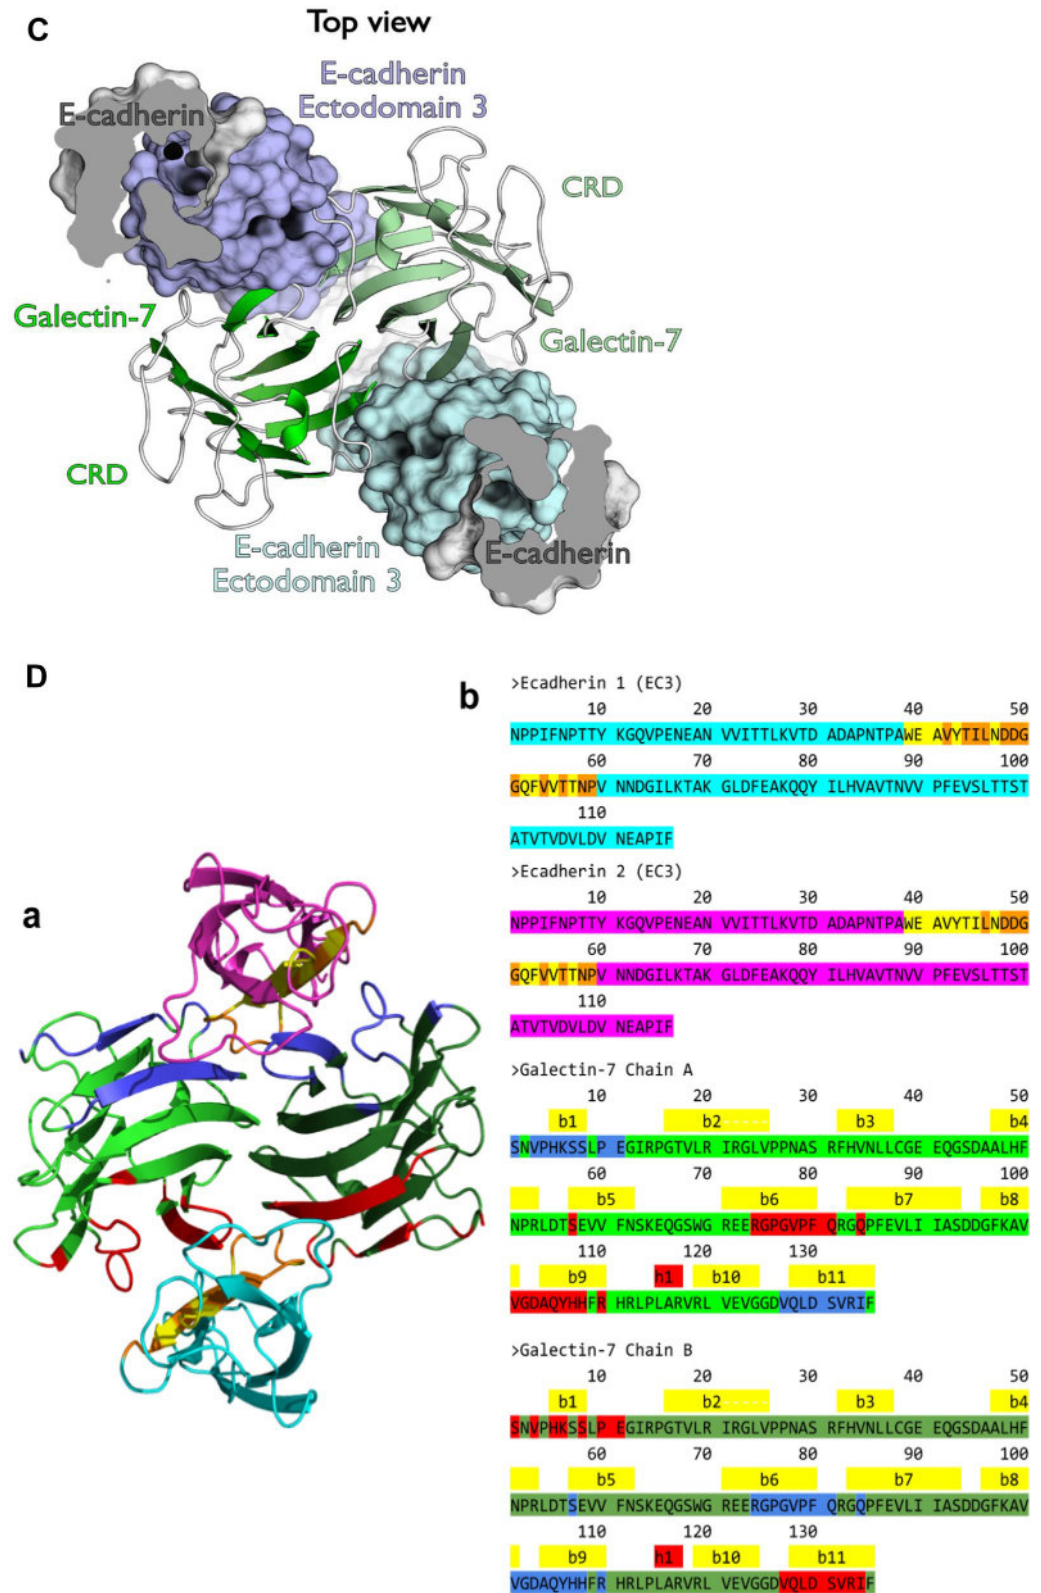 C
Top view
E-cadherin
Ectodomain 3
E-cadherin
CRD
Galectin-7
Galectin-7
CRD
E-cadherin
Ectodomain 3
E-cadherin
D
a
b
>Ecadherin 1 (EC3)
10 20 30 40 50
NPPIFNPTTY KGQVPENEAN VVITTLKVTD ADAPNTPAWE AVYTILNDDG
60 70 80 90 100
GQFVVTTNPV NNDGILKTAK GLDFEAKQQY ILHVAVTNVV PFEVSLTTST
110
ATVTVDVLDV NEAPIF
>Ecadherin 2 (EC3)
10 20 30 40 50
NPPIFNPTTY KGQVPENEAN VVITTLKVTD ADAPNTPAWE AVYTILNDDG
60 70 80 90 100
GQFVVTTNPV NNDGILKTAK GLDFEAKQQY ILHVAVTNVV PFEVSLTTST
110
ATVTVDVLDV NEAPIF
>Galectin-7 Chain A
10 20 30 40 50
b1 b2 b3 b4
SNVPHKSSLP EGIRPGTVLR IRGLVPPNAS RFHVNLLCGE EQGSDAALHF
60 70 80 90 100
b5 b6 b7 b8
NPRLDTSEVV FNSKEQGSWG REERGPGVPF QRGQPFEVLI IASDDGFKAV
110 120 130
b9 h1 b10 b11
VGDAQYHHFR HRLPLARVRL VEVGGDVQLD SVRIF
>Galectin-7 Chain B
10 20 30 40 50
b1 b2 b3 b4
SNVPHKSSLP EGIRPGTVLR IRGLVPPNAS RFHVNLLCGE EQGSDAALHF
60 70 80 90 100
b5 b6 b7 b8
NPRLDTSEVV FNSKEQGSWG REERGPGVPF QRGQPFEVLI IASDDGFKAV
110 120 130
b9 h1 b10 b11
VGDAQYHHFR HRLPLARVRL VEVGGDVQLD SVRIF